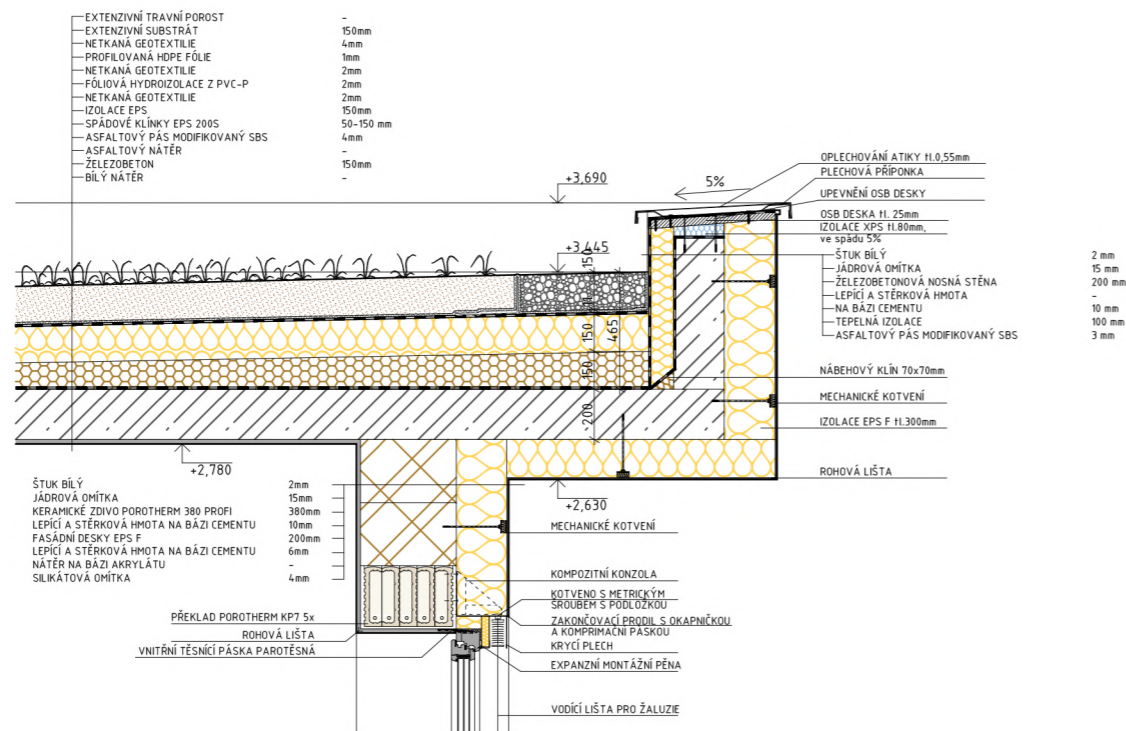 EXTENZIVNÍ TRAVNÍ POROST -
EXTENZIVNÍ SUBSTRÁT 150mm
NETKANÁ GEOTEXTILIE 4mm
PROFILOVANÁ HDPE FÓLIE 1mm
NETKANÁ GEOTEXTILIE 2mm
FÓLIOVÁ HYDROIZOLACE Z PVC-P 2mm
NETKANÁ GEOTEXTILIE 2mm
IZOLACE EPS 150mm
SPÁDOVÉ KLÍNKY EPS 200S 50-150 mm
ASFALTOVÝ PÁS MODIFIKOVANÝ SBS 4mm
ASFALTOVÝ NÁTĚR -
ŽELEZOBETON 150mm
BÍLÝ NÁTĚR -
+3,690
5%
OPLECHOVÁNÍ ATIKY tl.0,55mm
PLECHOVÁ PŘÍPONKA
UPEVNĚNÍ OSB DESKY
OSB DESKA tl. 25mm
IZOLACE XPS tl.80mm,
ve spádu 5%
+3,445
150
ŠTUK BÍLÝ 2 mm
JÁDROVÁ OMÍTKA 15 mm
ŽELEZOBETONOVÁ NOSNÁ STĚNA 200 mm
LEPÍCÍ A STĚRKOVÁ HMOTA -
NA BÁZI CEMENTU 10 mm
TEPELNÁ IZOLACE 100 mm
ASFALTOVÝ PÁS MODIFIKOVANÝ SBS 3 mm
11
150
465
150
200
NÁBEHOVÝ KLÍN 70x70mm
MECHANICKÉ KOTVENÍ
IZOLACE EPS F tl.300mm
ROHOVÁ LIŠTA
+2,780
+2,630
ŠTUK BÍLÝ 2mm
JÁDROVÁ OMÍTKA 15mm
KERAMICKÉ ZDIVO POROTHERM 380 PROFI 380mm
LEPÍCÍ A STĚRKOVÁ HMOTA NA BÁZI CEMENTU 10mm
FASÁDNÍ DESKY EPS F 200mm
LEPÍCÍ A STĚRKOVÁ HMOTA NA BÁZI CEMENTU 6mm
NÁTĚR NA BÁZI AKRYLÁTU -
SILIKÁTOVÁ OMÍTKA 4mm
MECHANICKÉ KOTVENÍ
KOMPOZITNÍ KONZOLA
KOTVENO S METRICKÝM
ŠROUBEM S PODLOŽKOU
ZAKONČOVACÍ PRODIL S OKAPNIČKOU
A KOMPRIMAČNÍ PÁSKOU
KRYCÍ PLECH
EXPANZNÍ MONTÁŽNÍ PĚNA
VODÍCÍ LIŠTA PRO ŽALUZIE
PŘEKLAD POROTHERM KP7 5x
ROHOVÁ LIŠTA
VNITŘNÍ TĚSNÍCÍ PÁSKA PAROTĚSNÁ